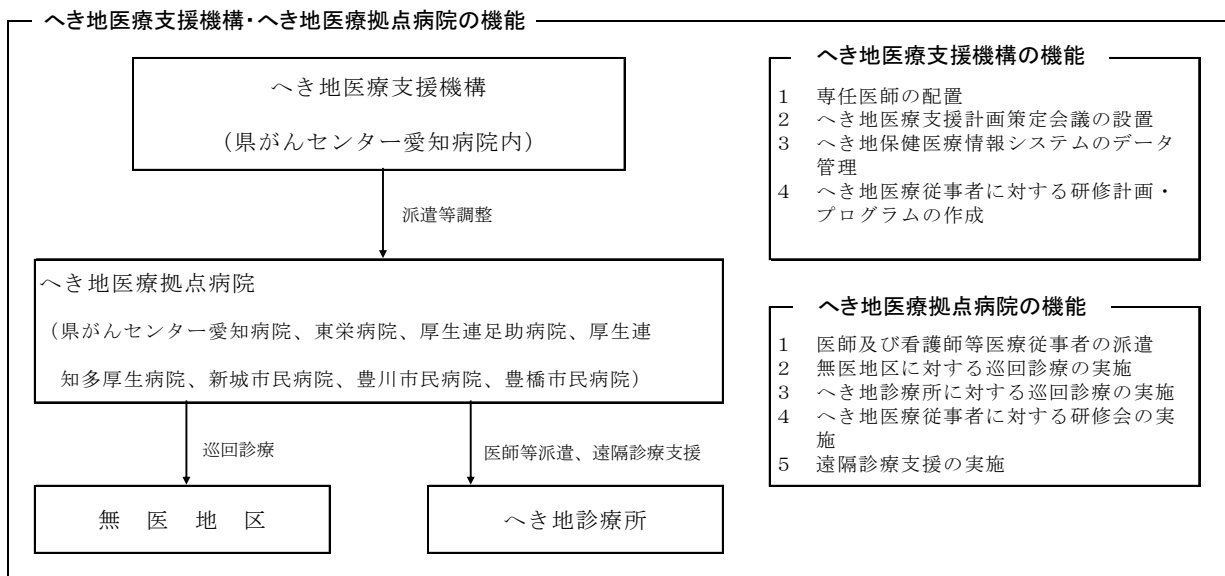 へき地医療支援機構・へき地医療拠点病院の機能
へき地医療支援機構
（県がんセンター愛知病院内）
派遣等調整
へき地医療拠点病院
（県がんセンター愛知病院、東栄病院、厚生連足助病院、厚生連
知多厚生病院、新城市民病院、豊川市民病院、豊橋市民病院）
巡回診療
医師等派遣、遠隔診療支援
無　医　地　区
へき地診療所
へき地医療支援機構の機能
1　専任医師の配置
2　へき地医療支援計画策定会議の設置
3　へき地保健医療情報システムのデータ
管理
4　へき地医療従事者に対する研修計画・
プログラムの作成
へき地医療拠点病院の機能
1　医師及び看護師等医療従事者の派遣
2　無医地区に対する巡回診療の実施
3　へき地診療所に対する巡回診療の実施
4　へき地医療従事者に対する研修会の実
施
5　遠隔診療支援の実施